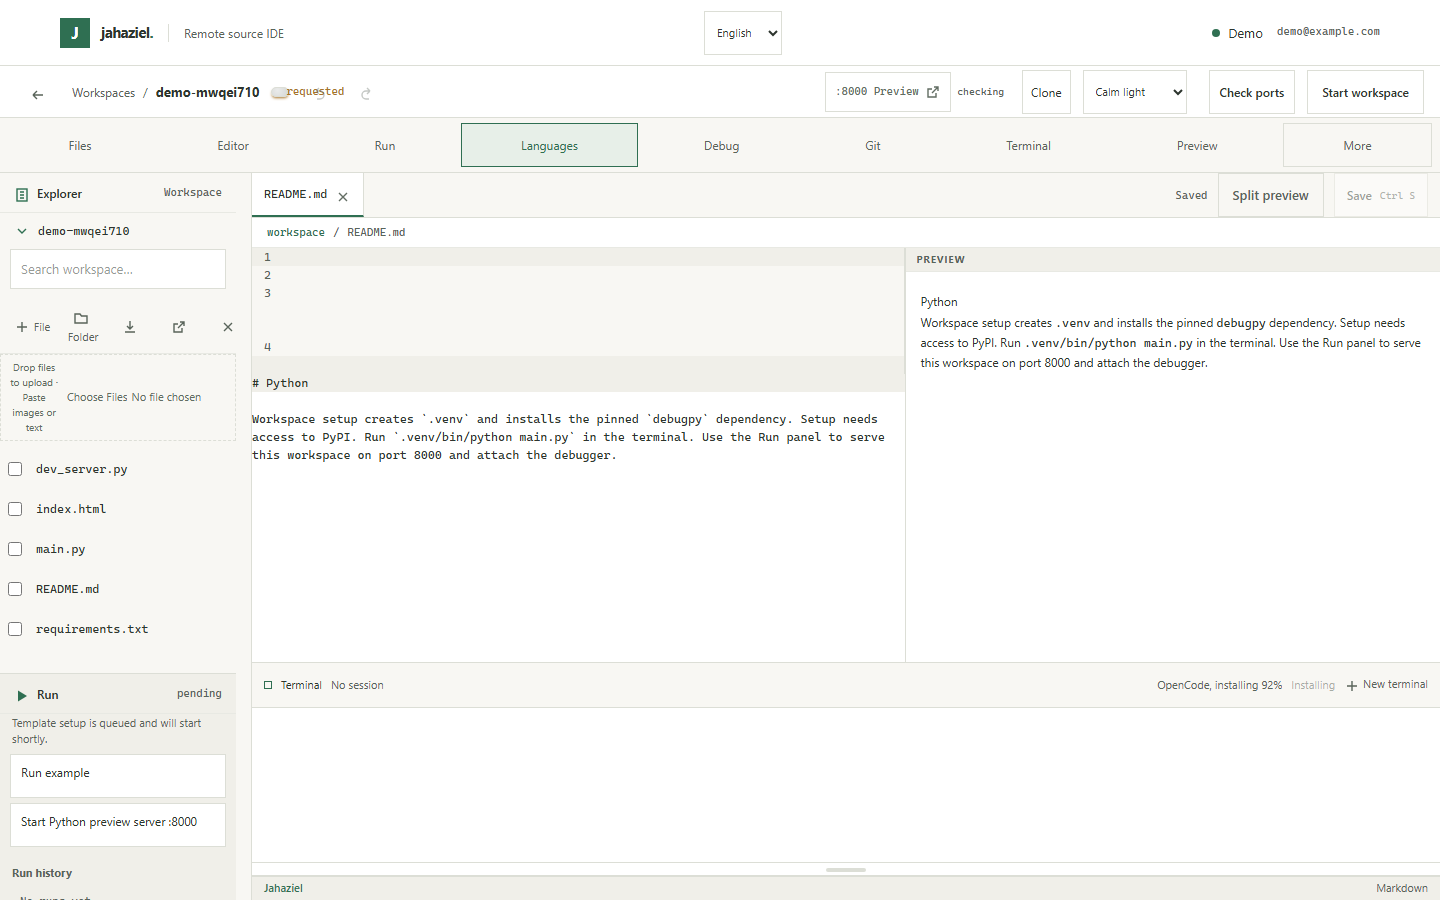 J jahaziel. Remote source IDE English Demo demo@example.com
Workspaces / demo-mwqei710 requested :8000 Preview checking Clone Calm light Check ports Start workspace
Files Editor Run Languages Debug Git Terminal Preview More
Explorer Workspace
demo-mwqei710
Search workspace...
File
Folder
Drop files
to upload ·
Paste
images or
text
Choose Files No file chosen
dev_server.py
index.html
main.py
README.md
requirements.txt
Run pending
Template setup is queued and will start
shortly.
Run example
Start Python preview server :8000
Run history
README.md Saved Split preview Save Ctrl S
workspace / README.md
1
2
3
4
# Python
Workspace setup creates `.venv` and installs the pinned `debugpy` dependency. Setup needs
access to PyPI. Run `.venv/bin/python main.py` in the terminal. Use the Run panel to serve
this workspace on port 8000 and attach the debugger.
PREVIEW
Python
Workspace setup creates .venv and installs the pinned debugpy dependency. Setup needs
access to PyPI. Run .venv/bin/python main.py in the terminal. Use the Run panel to serve
this workspace on port 8000 and attach the debugger.
Terminal No session OpenCode, installing 92% Installing New terminal
Jahaziel Markdown